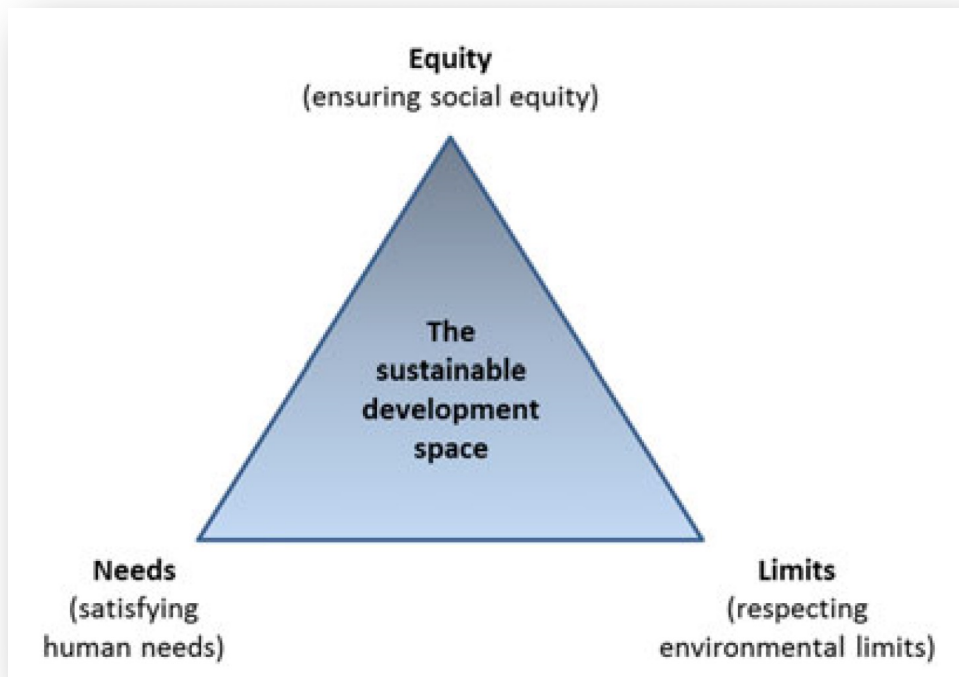 Equity
(ensuring social equity)
The
sustainable
development
space
Needs
(satisfying
human needs)
Limits
(respecting
environmental limits)